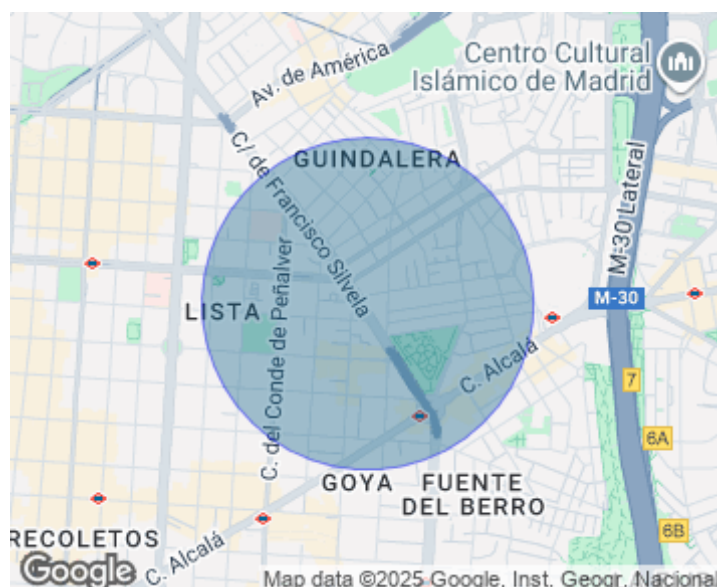 Centro Cultural
Islámico de Madrid
Av. de América
GUINDALERA
C/ de Francisco Silvela
M-30 Lateral
C. del Conde de Peñalver
LISTA
M-30
C. Alcalá
7
6A
GOYA
FUENTE
DEL BERRO
6B
RECOLETOS
C. Alcalá
Google
Map data ©2025 Google, Inst. Geogr. Nacional